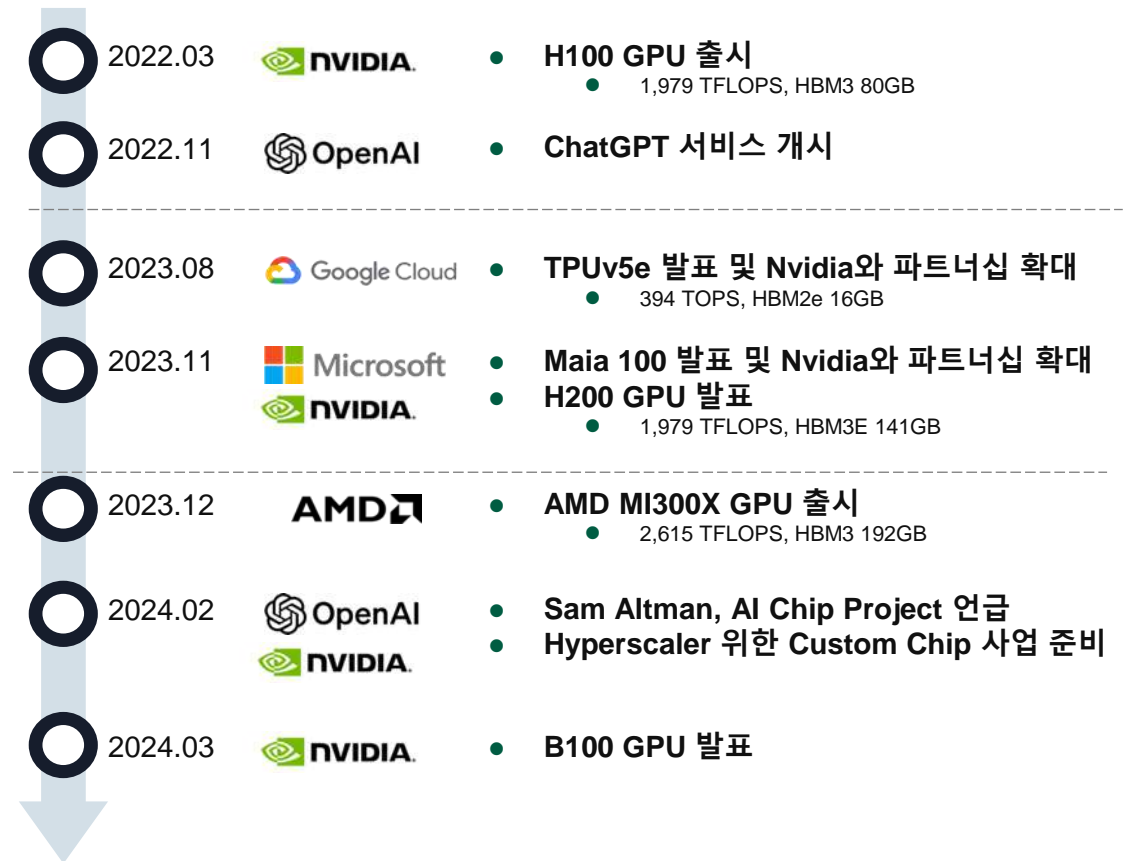 2022.03 NVIDIA. ● H100 GPU 출시
● 1,979 TFLOPS, HBM3 80GB
2022.11 OpenAI ● ChatGPT 서비스 개시
2023.08 Google Cloud ● TPUv5e 발표 및 Nvidia와 파트너십 확대
● 394 TOPS, HBM2e 16GB
2023.11 Microsoft ● Maia 100 발표 및 Nvidia와 파트너십 확대
NVIDIA. ● H200 GPU 발표
● 1,979 TFLOPS, HBM3E 141GB
2023.12 AMD ● AMD MI300X GPU 출시
● 2,615 TFLOPS, HBM3 192GB
2024.02 OpenAI ● Sam Altman, AI Chip Project 언급
NVIDIA. ● Hyperscaler 위한 Custom Chip 사업 준비
2024.03 NVIDIA. ● B100 GPU 발표